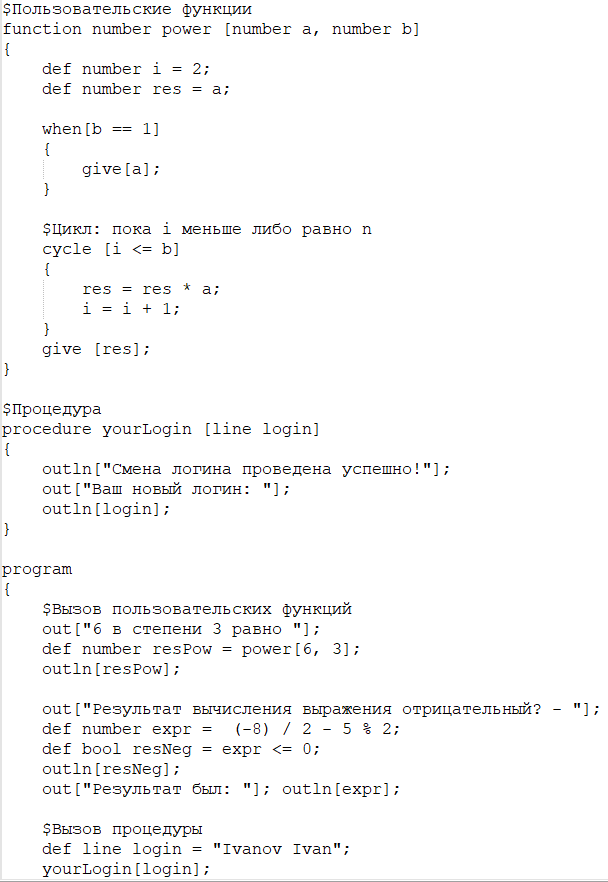 $Пользовательские функции
function number power [number a, number b]
{
    def number i = 2;
    def number res = a;

    when[b == 1]
    {
        give[a];
    }

    $Цикл: пока i меньше либо равно n
    cycle [i <= b]
    {
        res = res * a;
        i = i + 1;
    }
    give [res];
}

$Процедура
procedure yourLogin [line login]
{
    outln["Смена логина проведена успешно!"];
    out["Ваш новый логин: "];
    outln[login];
}

program
{
    $Вызов пользовательских функций
    out["6 в степени 3 равно "];
    def number resPow = power[6, 3];
    outln[resPow];

    out["Результат вычисления выражения отрицательный? - "];
    def number expr =  (-8) / 2 - 5 % 2;
    def bool resNeg = expr <= 0;
    outln[resNeg];
    out["Результат был: "]; outln[expr];

    $Вызов процедуры
    def line login = "Ivanov Ivan";
    yourLogin[login];